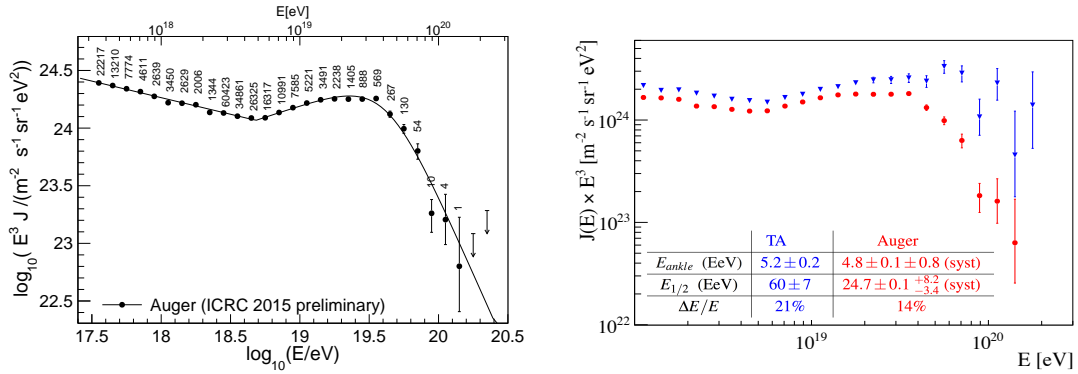 E[eV]
10^18 10^19 10^20
log10( E^3 J /(m^-2 s^-1 sr^-1 eV^2))
24.5
24
23.5
23
22.5
22217 13210 7774 4611 2639 3450 2629 2006 1344 60423 34861 26325 16317 10991 7585 5221 3491 2238 1405 888 569 267 130 54 10 4 1
Auger (ICRC 2015 preliminary)
17.5 18 18.5 19 19.5 20 20.5
log10(E/eV)
J(E) × E^3 [m^-2 s^-1 sr^-1 eV^2]
10^24
10^23
10^22
TA Auger
E_ankle (EeV) 5.2 ± 0.2 4.8 ± 0.1 ± 0.8 (syst)
E_1/2 (EeV) 60 ± 7 24.7 ± 0.1 +8.2 −3.4 (syst)
ΔE/E 21% 14%
10^19 10^20
E [eV]